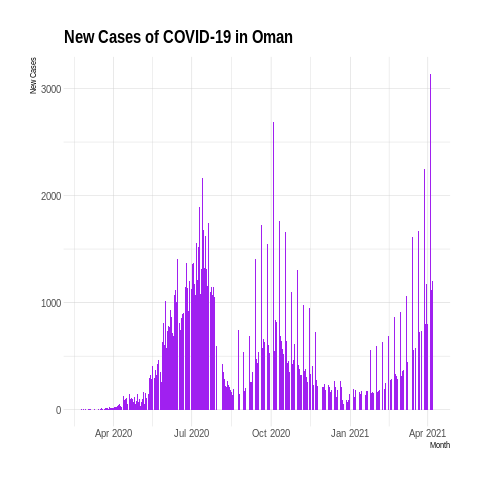 New Cases of COVID-19 in Oman
New Cases
3000
2000
1000
0
Apr 2020
Jul 2020
Oct 2020
Jan 2021
Apr 2021
Month